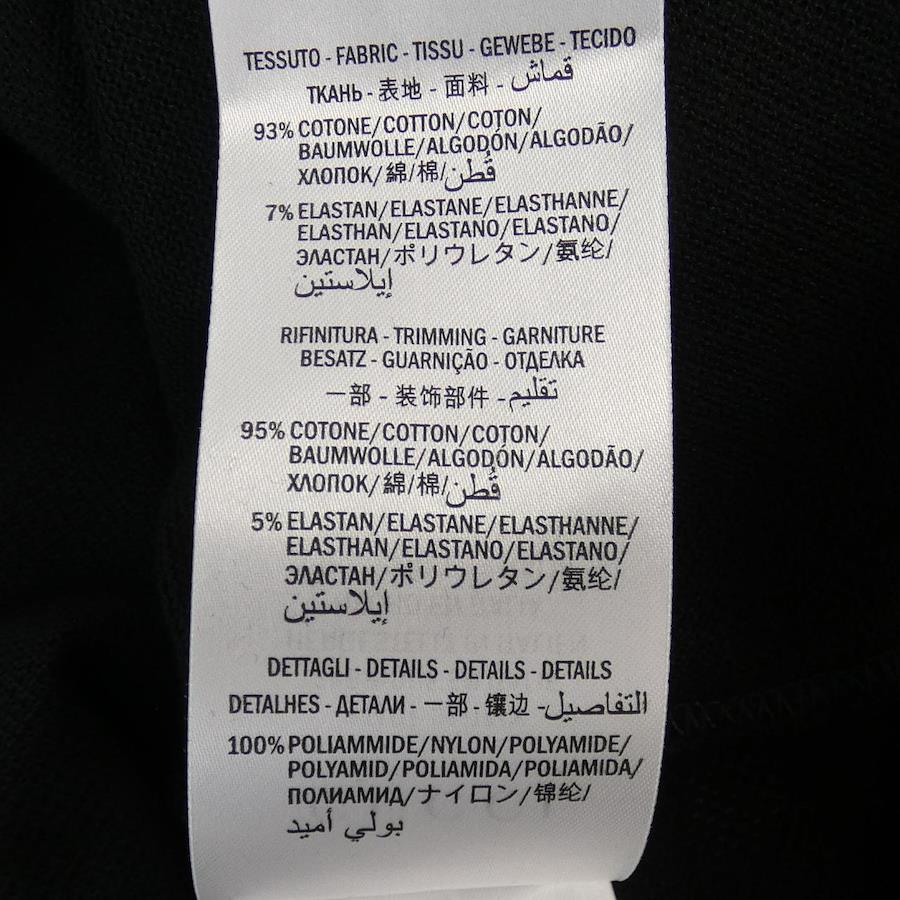 TESSUTO - FABRIC - TISSU - GEWEBE - TECIDO
ТКАНЬ - 表地 - 面料 - قماش
93% COTONE/COTTON/COTON/
BAUMWOLLE/ALGODÓN/ALGODÃO/
ХЛОПОК/綿/棉/قُطن
7% ELASTAN/ELASTANE/ELASTHANNE/
ELASTHAN/ELASTANO/ELASTANO/
ЭЛАСТАН/ポリウレタン/氨纶/
إيلاستين
RIFINITURA - TRIMMING - GARNITURE
BESATZ - GUARNIÇÃO - ОТДЕЛКА
一部 - 装饰部件 - تقليم
95% COTONE/COTTON/COTON/
BAUMWOLLE/ALGODÓN/ALGODÃO/
ХЛОПОК/綿/棉/قُطن
5% ELASTAN/ELASTANE/ELASTHANNE/
ELASTHAN/ELASTANO/ELASTANO/
ЭЛАСТАН/ポリウレタン/氨纶/
إيلاستين
DETTAGLI - DETAILS - DETAILS - DETAILS
DETALHES - ДЕТАЛИ - 一部 - 镶边 - التفاصيل
100% POLIAMMIDE/NYLON/POLYAMIDE/
POLYAMID/POLIAMIDA/POLIAMIDA/
ПОЛИАМИД/ナイロン/锦纶/
بولي أميد